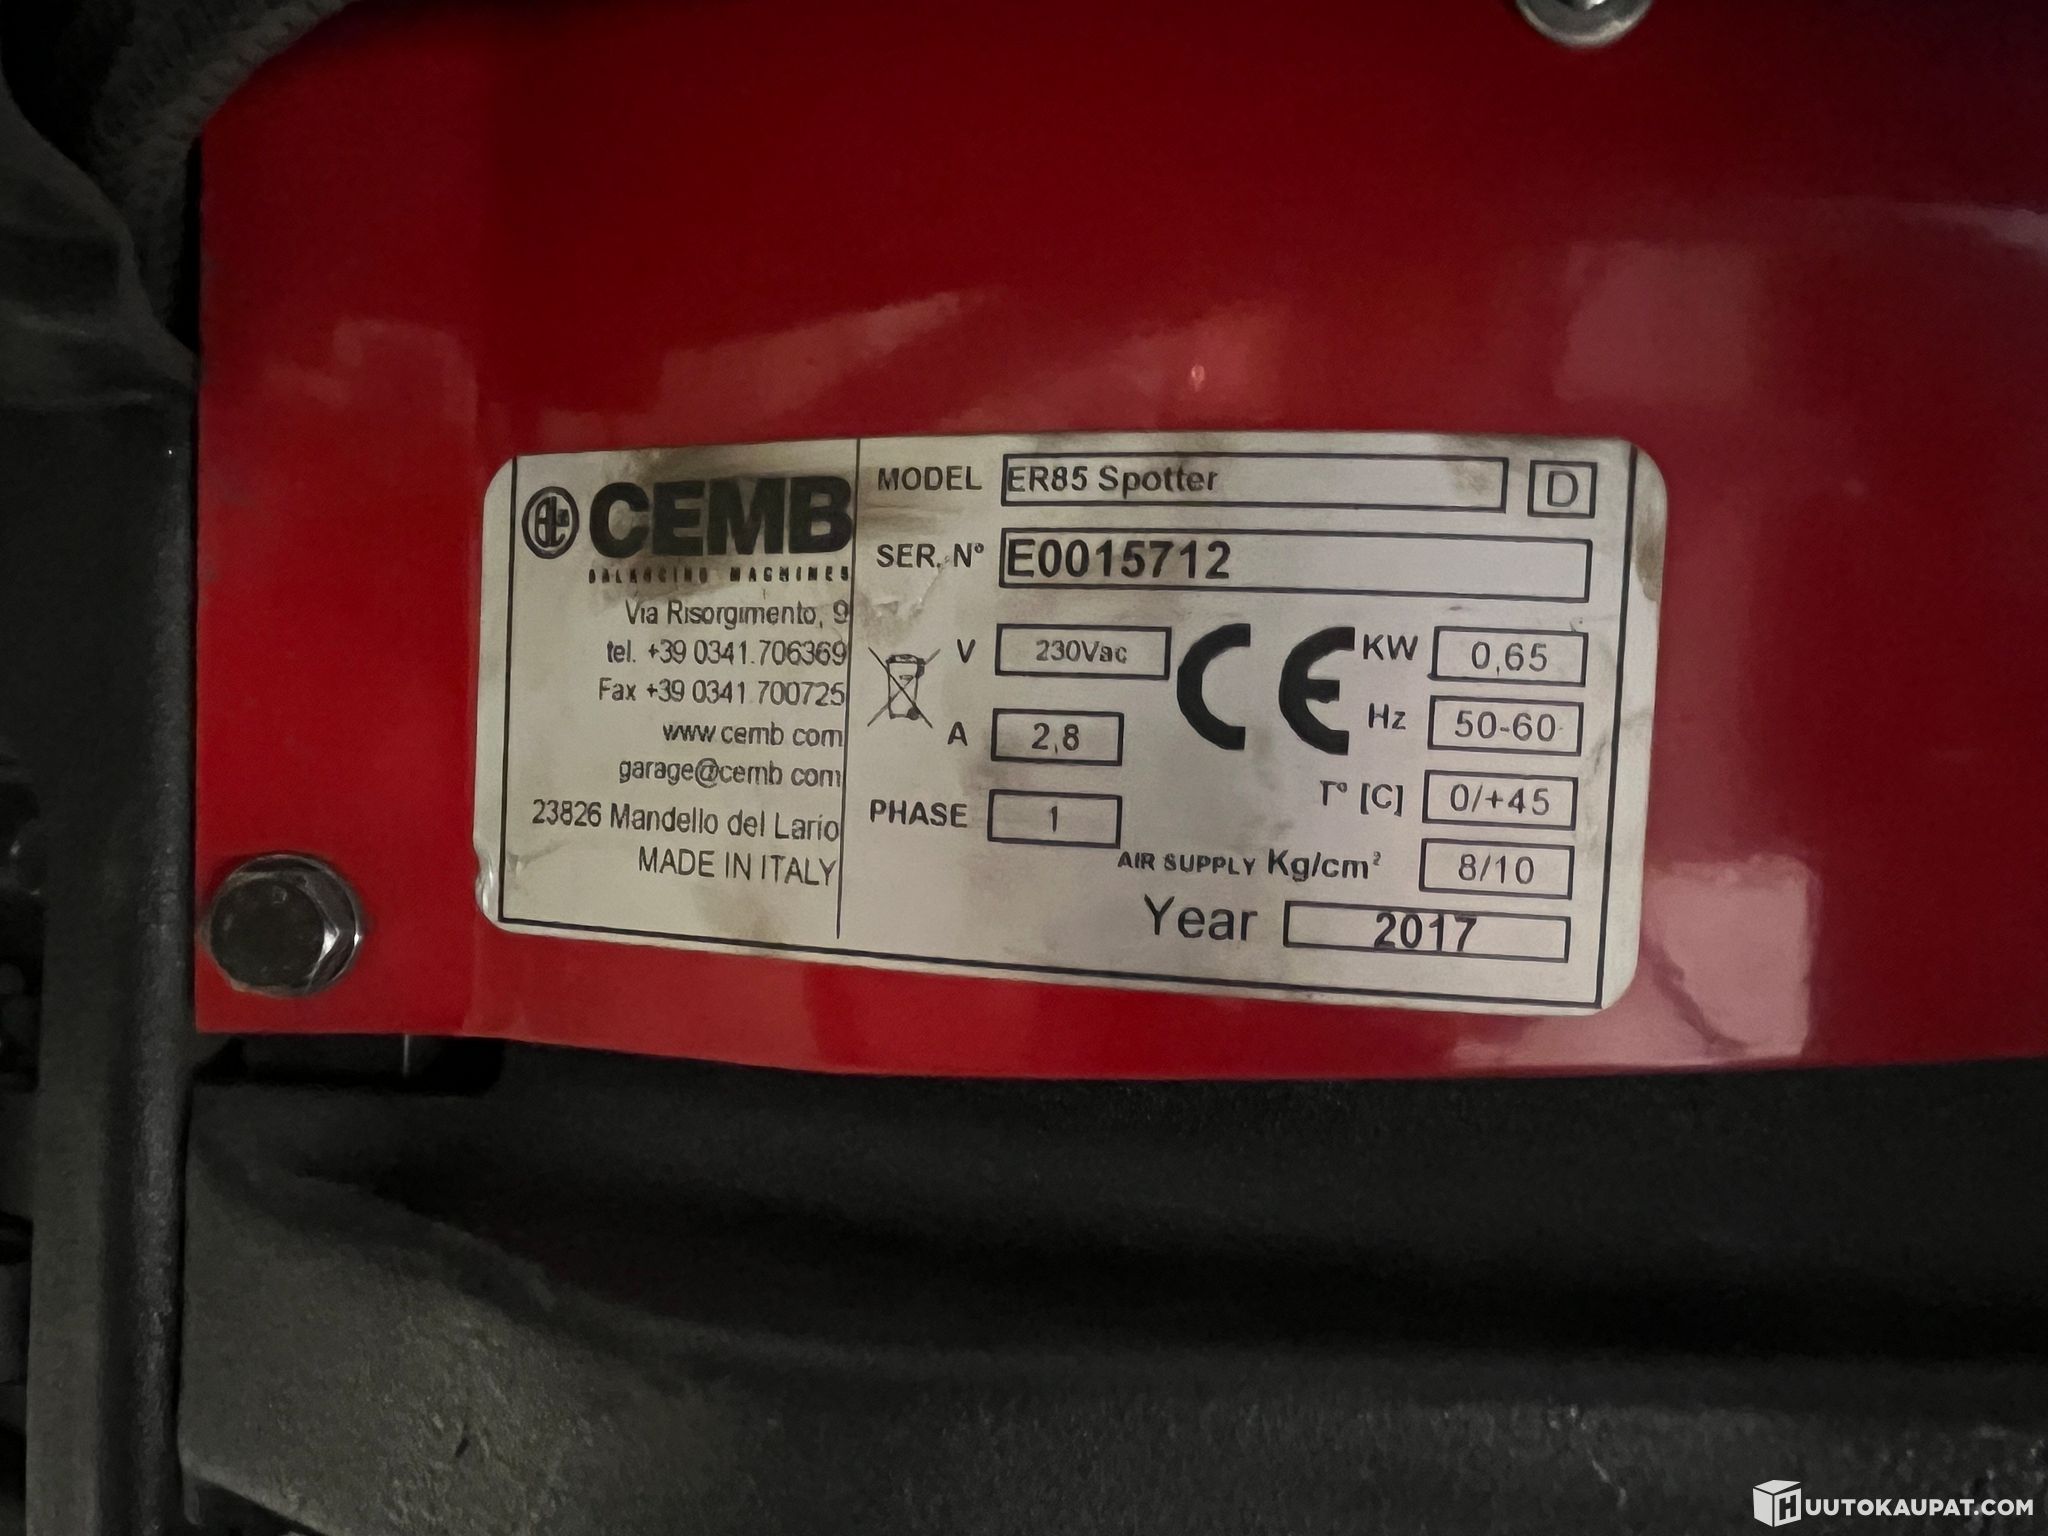 CEMB
BALANCING MACHINES
Via Risorgimento, 9
tel. +39 0341.706369
Fax +39 0341.700725
www.cemb.com
garage@cemb.com
23826 Mandello del Lario
MADE IN ITALY
MODEL ER85 Spotter D
SER. N° E0015712
V 230Vac
A 2,8
PHASE 1
CE
KW 0,65
Hz 50-60
T° [C] 0/+45
AIR SUPPLY Kg/cm² 8/10
Year 2017
HUUTOKAUPAT.COM